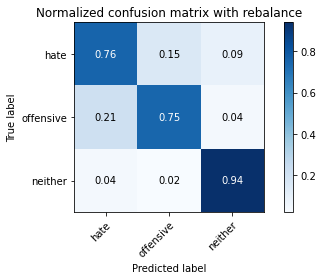 Normalized confusion matrix with rebalance
True label
hate 0.76 0.15 0.09
offensive 0.21 0.75 0.04
neither 0.04 0.02 0.94
hate offensive neither
Predicted label
0.8
0.6
0.4
0.2